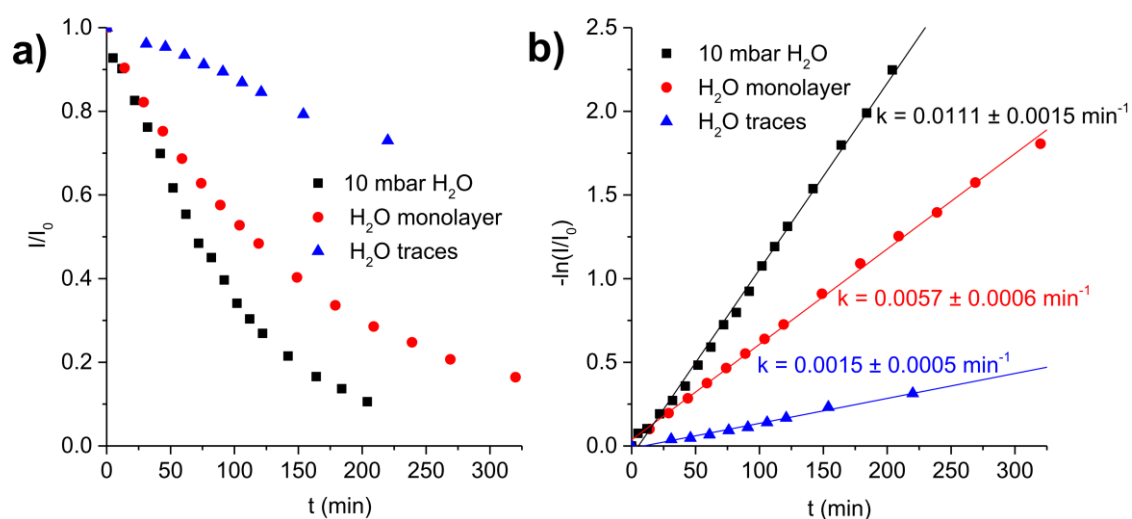 a)
I/I₀
1.0
0.8
0.6
0.4
0.2
0.0
10 mbar H₂O
H₂O monolayer
H₂O traces
0 50 100 150 200 250 300
t (min)
b)
-ln(I/I₀)
2.5
2.0
1.5
1.0
0.5
0.0
10 mbar H₂O
H₂O monolayer
H₂O traces
k = 0.0111 ± 0.0015 min⁻¹
k = 0.0057 ± 0.0006 min⁻¹
k = 0.0015 ± 0.0005 min⁻¹
0 50 100 150 200 250 300
t (min)